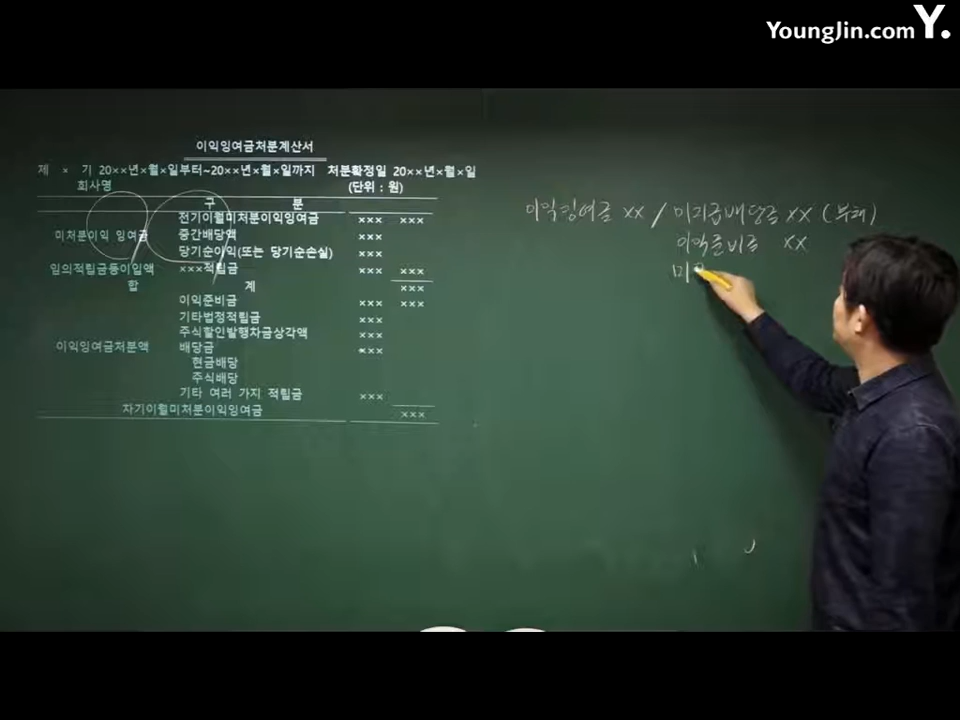 YoungJin.com Y.
이익잉여금처분계산서
제 × 기 20××년×월×일부터~20××년×월×일까지 처분확정일 20××년×월×일
회사명 (단위 : 원)
구 분
전기이월미처분이익잉여금 ××× ×××
미처분이익 잉여금 중간배당액 ×××
당기순이익(또는 당기순손실) ×××
임의적립금등이입액 ×××적립금 ××× ×××
합 계 ×××
이익준비금 ××× ×××
기타법정적립금 ×××
주식할인발행차금상각액 ×××
이익잉여금처분액 배당금 ×××
현금배당
주식배당
기타 여러 가지 적립금 ×××
차기이월미처분이익잉여금 ×××
이익잉여금 ×× / 미지급배당금 ×× (부채)
이익준비금 ××
미